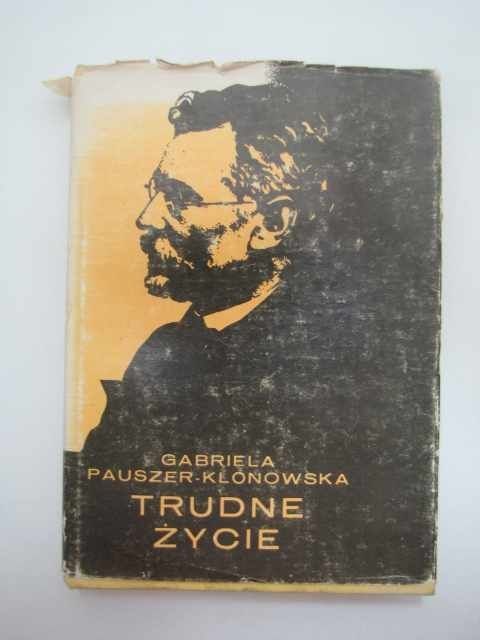 GABRIELA
PAUSZER-KLONOWSKA
TRUDNE
ŻYCIE